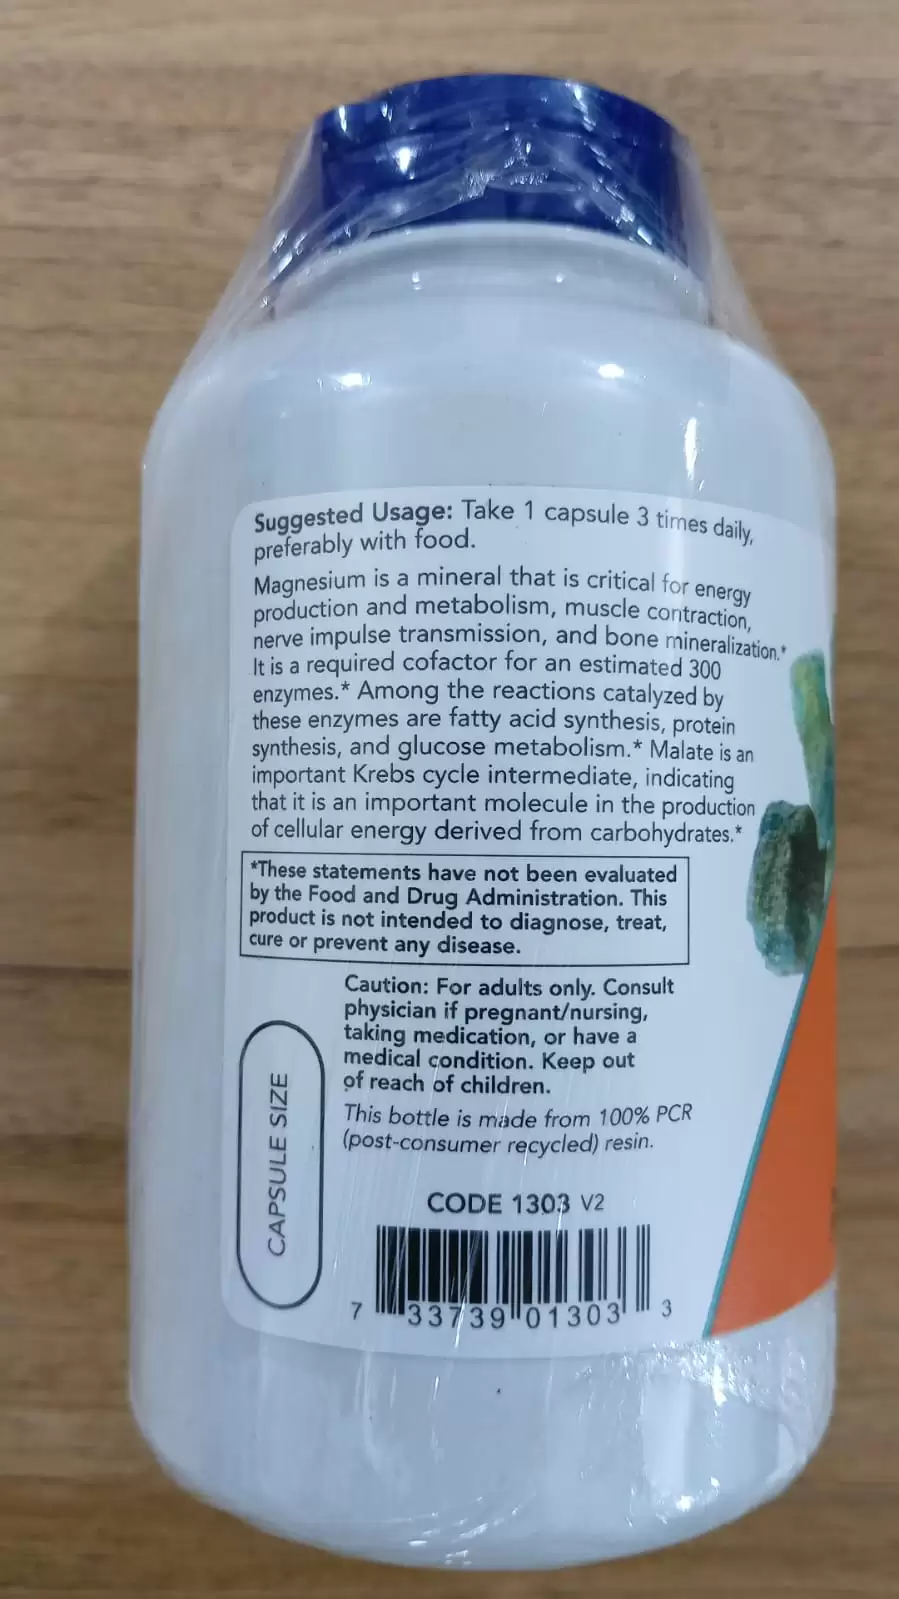 Suggested Usage: Take 1 capsule 3 times daily,
preferably with food.
Magnesium is a mineral that is critical for energy
production and metabolism, muscle contraction,
nerve impulse transmission, and bone mineralization.*
It is a required cofactor for an estimated 300
enzymes.* Among the reactions catalyzed by
these enzymes are fatty acid synthesis, protein
synthesis, and glucose metabolism.* Malate is an
important Krebs cycle intermediate, indicating
that it is an important molecule in the production
of cellular energy derived from carbohydrates.*
*These statements have not been evaluated
by the Food and Drug Administration. This
product is not intended to diagnose, treat,
cure or prevent any disease.
Caution: For adults only. Consult
physician if pregnant/nursing,
taking medication, or have a
medical condition. Keep out
of reach of children.
This bottle is made from 100% PCR
(post-consumer recycled) resin.
CAPSULE SIZE
CODE 1303 V2
7 33739 01303 3